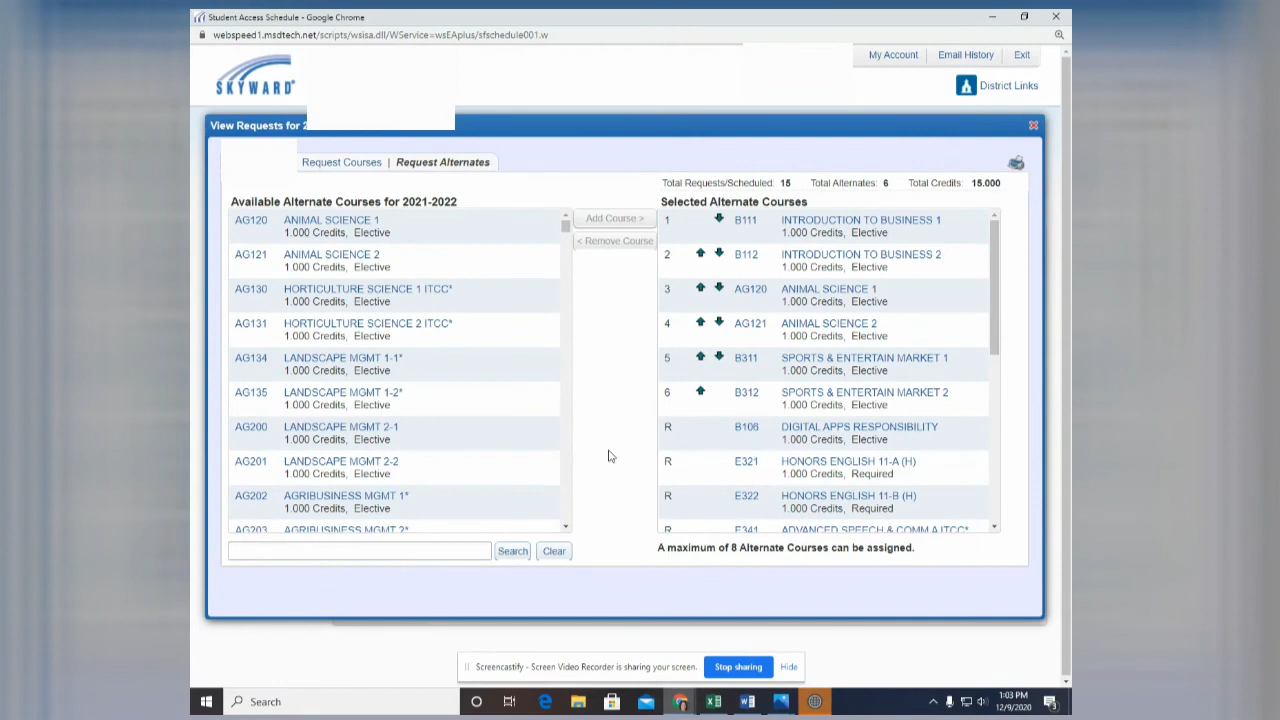 Student Access Schedule - Google Chrome
webspeed1.msdtech.net/scripts/wsisa.dll/WService=wsEAplus/sfschedule001.w
My Account Email History Exit
SKYWARD®
District Links
View Requests for 2
Request Courses | Request Alternates
Total Requests/Scheduled: 15 Total Alternates: 6 Total Credits: 15.000
Available Alternate Courses for 2021-2022
AG120 ANIMAL SCIENCE 1
1.000 Credits, Elective
AG121 ANIMAL SCIENCE 2
1.000 Credits, Elective
AG130 HORTICULTURE SCIENCE 1 ITCC*
1.000 Credits, Elective
AG131 HORTICULTURE SCIENCE 2 ITCC*
1.000 Credits, Elective
AG134 LANDSCAPE MGMT 1-1*
1.000 Credits, Elective
AG135 LANDSCAPE MGMT 1-2*
1.000 Credits, Elective
AG200 LANDSCAPE MGMT 2-1
1.000 Credits, Elective
AG201 LANDSCAPE MGMT 2-2
1.000 Credits, Elective
AG202 AGRIBUSINESS MGMT 1*
1.000 Credits, Elective
AG203 AGRIBUSINESS MGMT 2*
Search Clear
Add Course >
< Remove Course
Selected Alternate Courses
1 B111 INTRODUCTION TO BUSINESS 1
1.000 Credits, Elective
2 B112 INTRODUCTION TO BUSINESS 2
1.000 Credits, Elective
3 AG120 ANIMAL SCIENCE 1
1.000 Credits, Elective
4 AG121 ANIMAL SCIENCE 2
1.000 Credits, Elective
5 B311 SPORTS & ENTERTAIN MARKET 1
1.000 Credits, Elective
6 B312 SPORTS & ENTERTAIN MARKET 2
1.000 Credits, Elective
R B106 DIGITAL APPS RESPONSIBILITY
1.000 Credits, Elective
R E321 HONORS ENGLISH 11-A (H)
1.000 Credits, Required
R E322 HONORS ENGLISH 11-B (H)
1.000 Credits, Required
R E341 ADVANCED SPEECH & COMM A ITCC*
A maximum of 8 Alternate Courses can be assigned.
Screencastify - Screen Video Recorder is sharing your screen. Stop sharing Hide
Search
1:03 PM
12/9/2020
3